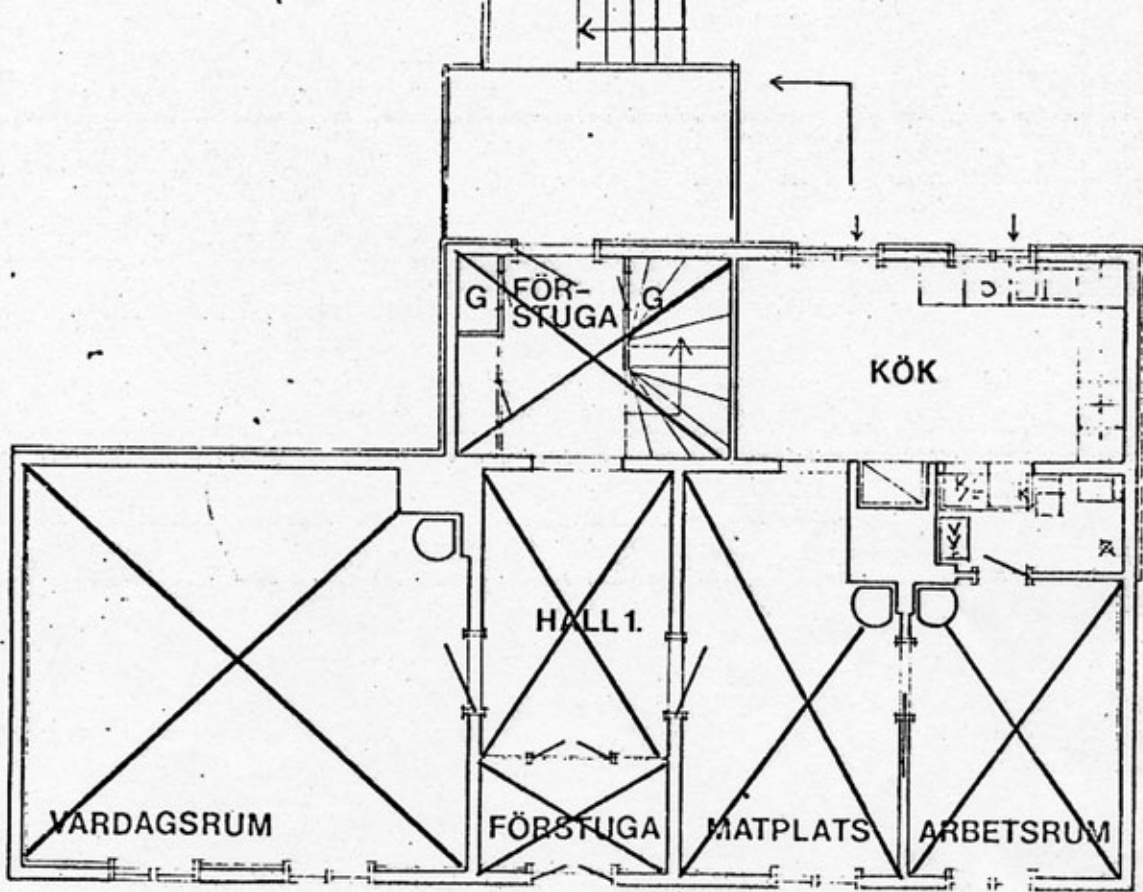 G
FÖR-
STUGA
G
KÖK
K
HALL 1.
VARDAGSRUM
FÖRSTUGA
MATPLATS
ARBETSRUM